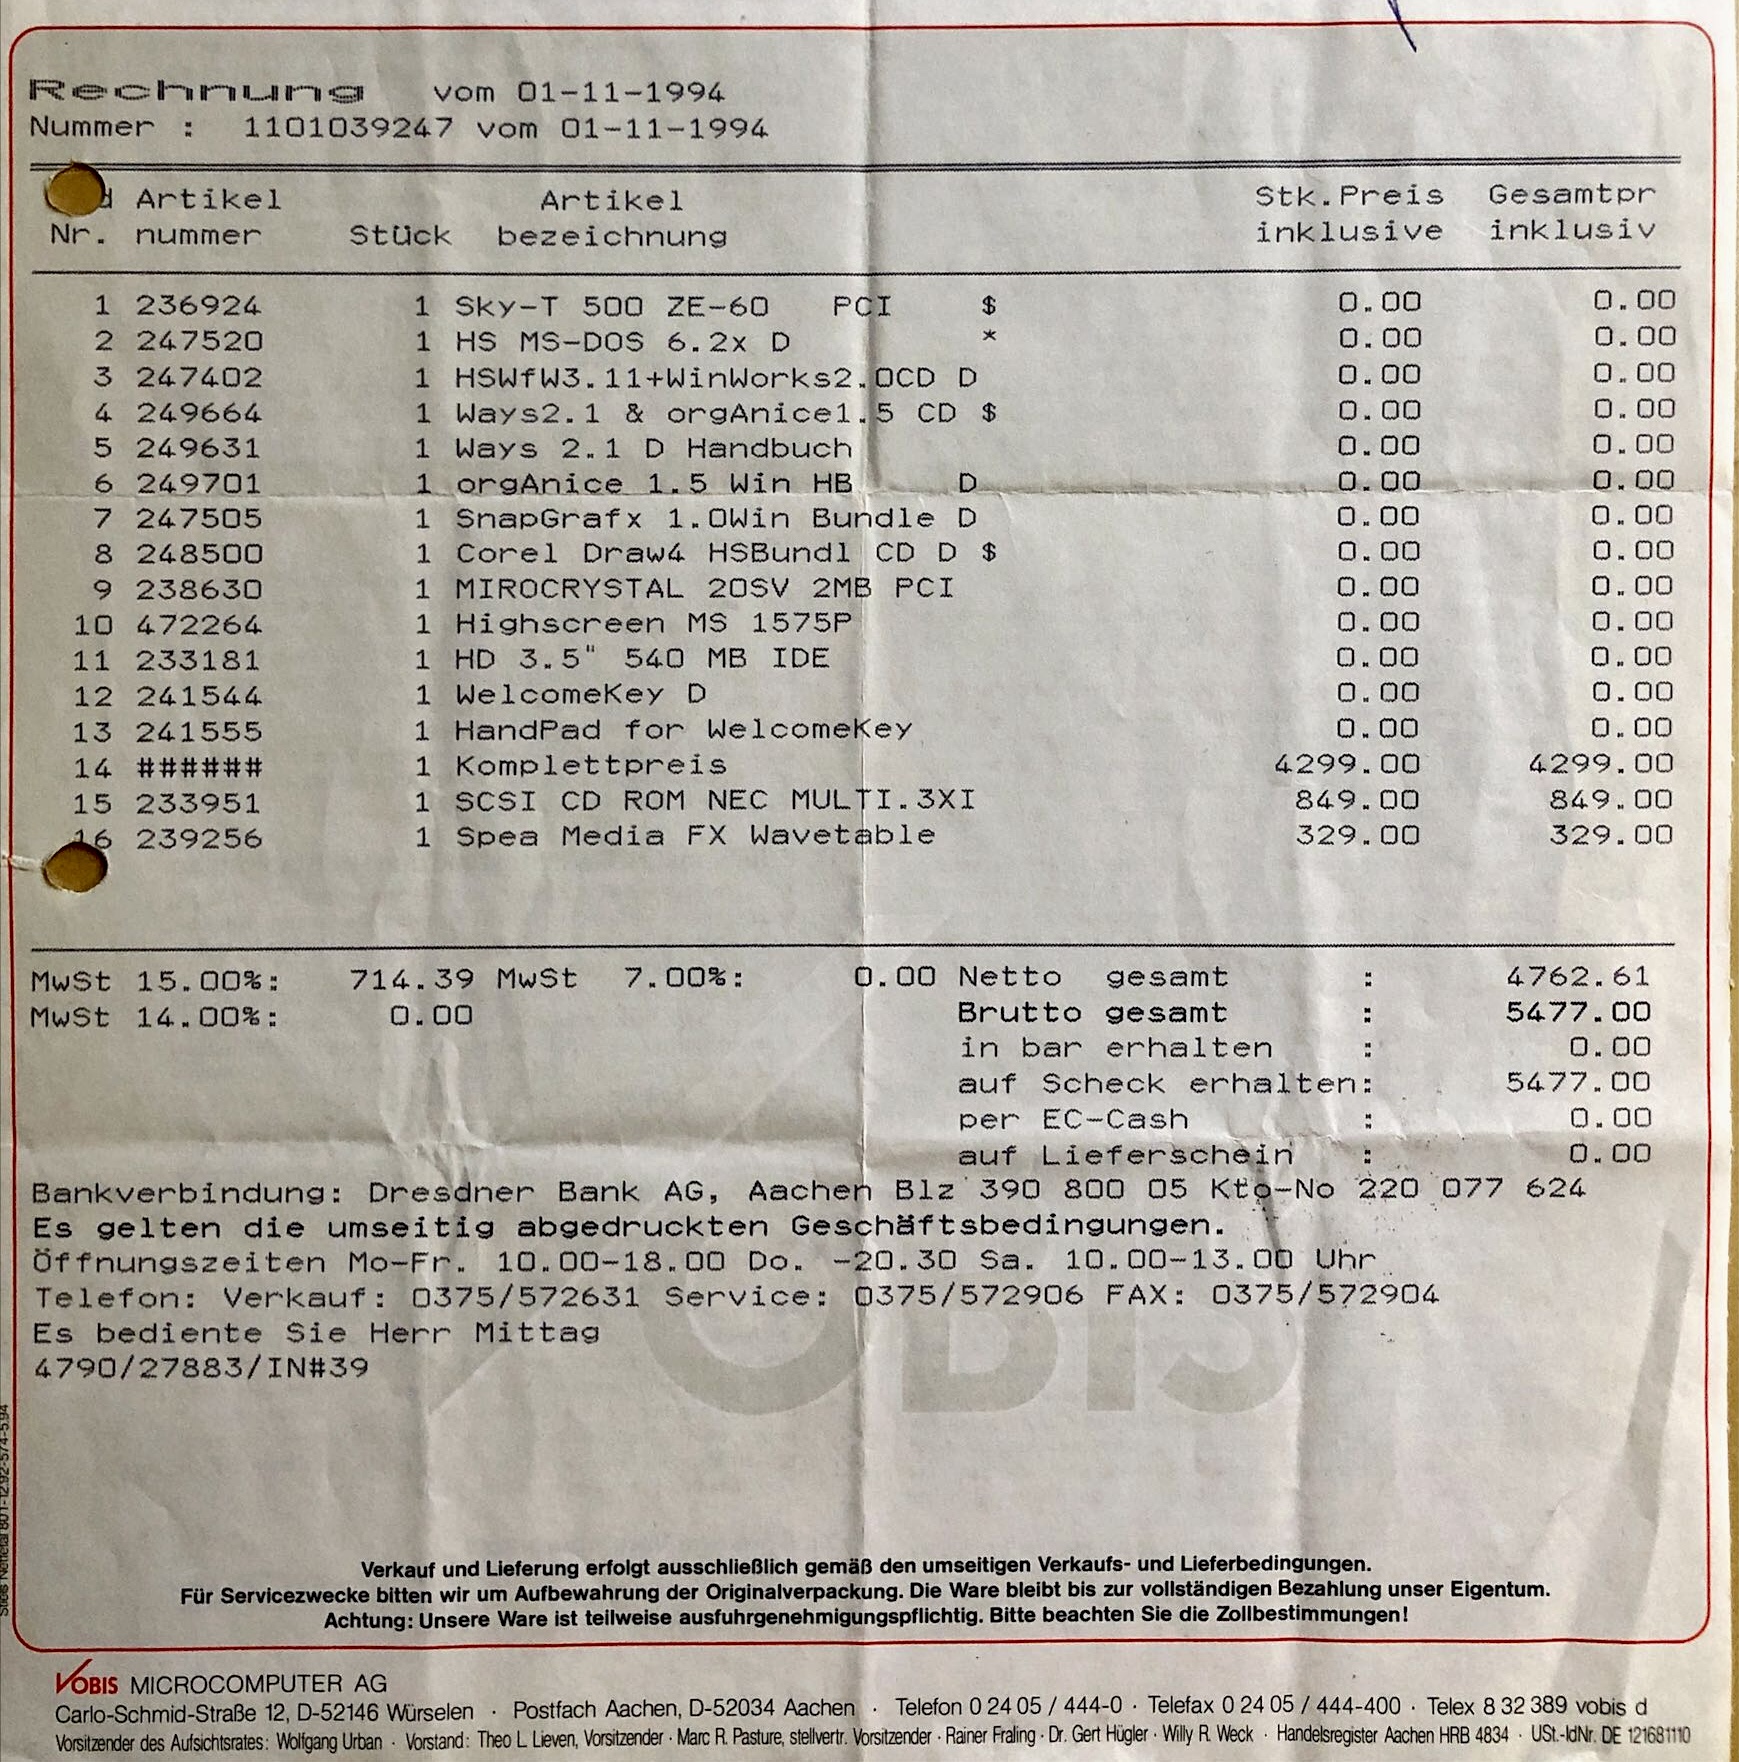 Rechnung vom 01-11-1994
Nummer : 1101039247 vom 01-11-1994
Artikel Artikel Stk.Preis Gesamtpr
Nr. nummer Stück bezeichnung inklusive inklusiv
1 236924 1 Sky-T 500 ZE-60 PCI $ 0.00 0.00
2 247520 1 HS MS-DOS 6.2x D * 0.00 0.00
3 247402 1 HSWfW3.11+WinWorks2.0CD D 0.00 0.00
4 249664 1 Ways2.1 & orgAnice1.5 CD $ 0.00 0.00
5 249631 1 Ways 2.1 D Handbuch 0.00 0.00
6 249701 1 orgAnice 1.5 Win HB D 0.00 0.00
7 247505 1 SnapGrafx 1.0Win Bundle D 0.00 0.00
8 248500 1 Corel Draw4 HSBundl CD D $ 0.00 0.00
9 238630 1 MIROCRYSTAL 20SV 2MB PCI 0.00 0.00
10 472264 1 Highscreen MS 1575P 0.00 0.00
11 233181 1 HD 3.5" 540 MB IDE 0.00 0.00
12 241544 1 WelcomeKey D 0.00 0.00
13 241555 1 HandPad for WelcomeKey 0.00 0.00
14 ###### 1 Komplettpreis 4299.00 4299.00
15 233951 1 SCSI CD ROM NEC MULTI.3XI 849.00 849.00
16 239256 1 Spea Media FX Wavetable 329.00 329.00
MwSt 15.00%: 714.39 MwSt 7.00%: 0.00 Netto gesamt : 4762.61
MwSt 14.00%: 0.00 Brutto gesamt : 5477.00
in bar erhalten : 0.00
auf Scheck erhalten: 5477.00
per EC-Cash : 0.00
auf Lieferschein : 0.00
Bankverbindung: Dresdner Bank AG, Aachen Blz 390 800 05 Kto-No 220 077 624
Es gelten die umseitig abgedruckten Geschäftsbedingungen.
Öffnungszeiten Mo-Fr. 10.00-18.00 Do. -20.30 Sa. 10.00-13.00 Uhr
Telefon: Verkauf: 0375/572631 Service: 0375/572906 FAX: 0375/572904
Es bediente Sie Herr Mittag
4790/27883/IN#39
Verkauf und Lieferung erfolgt ausschließlich gemäß den umseitigen Verkaufs- und Lieferbedingungen.
Für Servicezwecke bitten wir um Aufbewahrung der Originalverpackung. Die Ware bleibt bis zur vollständigen Bezahlung unser Eigentum.
Achtung: Unsere Ware ist teilweise ausfuhrgenehmigungspflichtig. Bitte beachten Sie die Zollbestimmungen!
VOBIS MICROCOMPUTER AG
Carlo-Schmid-Straße 12, D-52146 Würselen · Postfach Aachen, D-52034 Aachen · Telefon 0 24 05 / 444-0 · Telefax 0 24 05 / 444-400 · Telex 8 32 389 vobis d
Vorsitzender des Aufsichtsrates: Wolfgang Urban · Vorstand: Theo L. Lieven, Vorsitzender · Marc R. Pasture, stellvertr. Vorsitzender · Rainer Fraling · Dr. Gert Hügler · Willy R. Weck · Handelsregister Aachen HRB 4834 · USt.-IdNr. DE 121681110